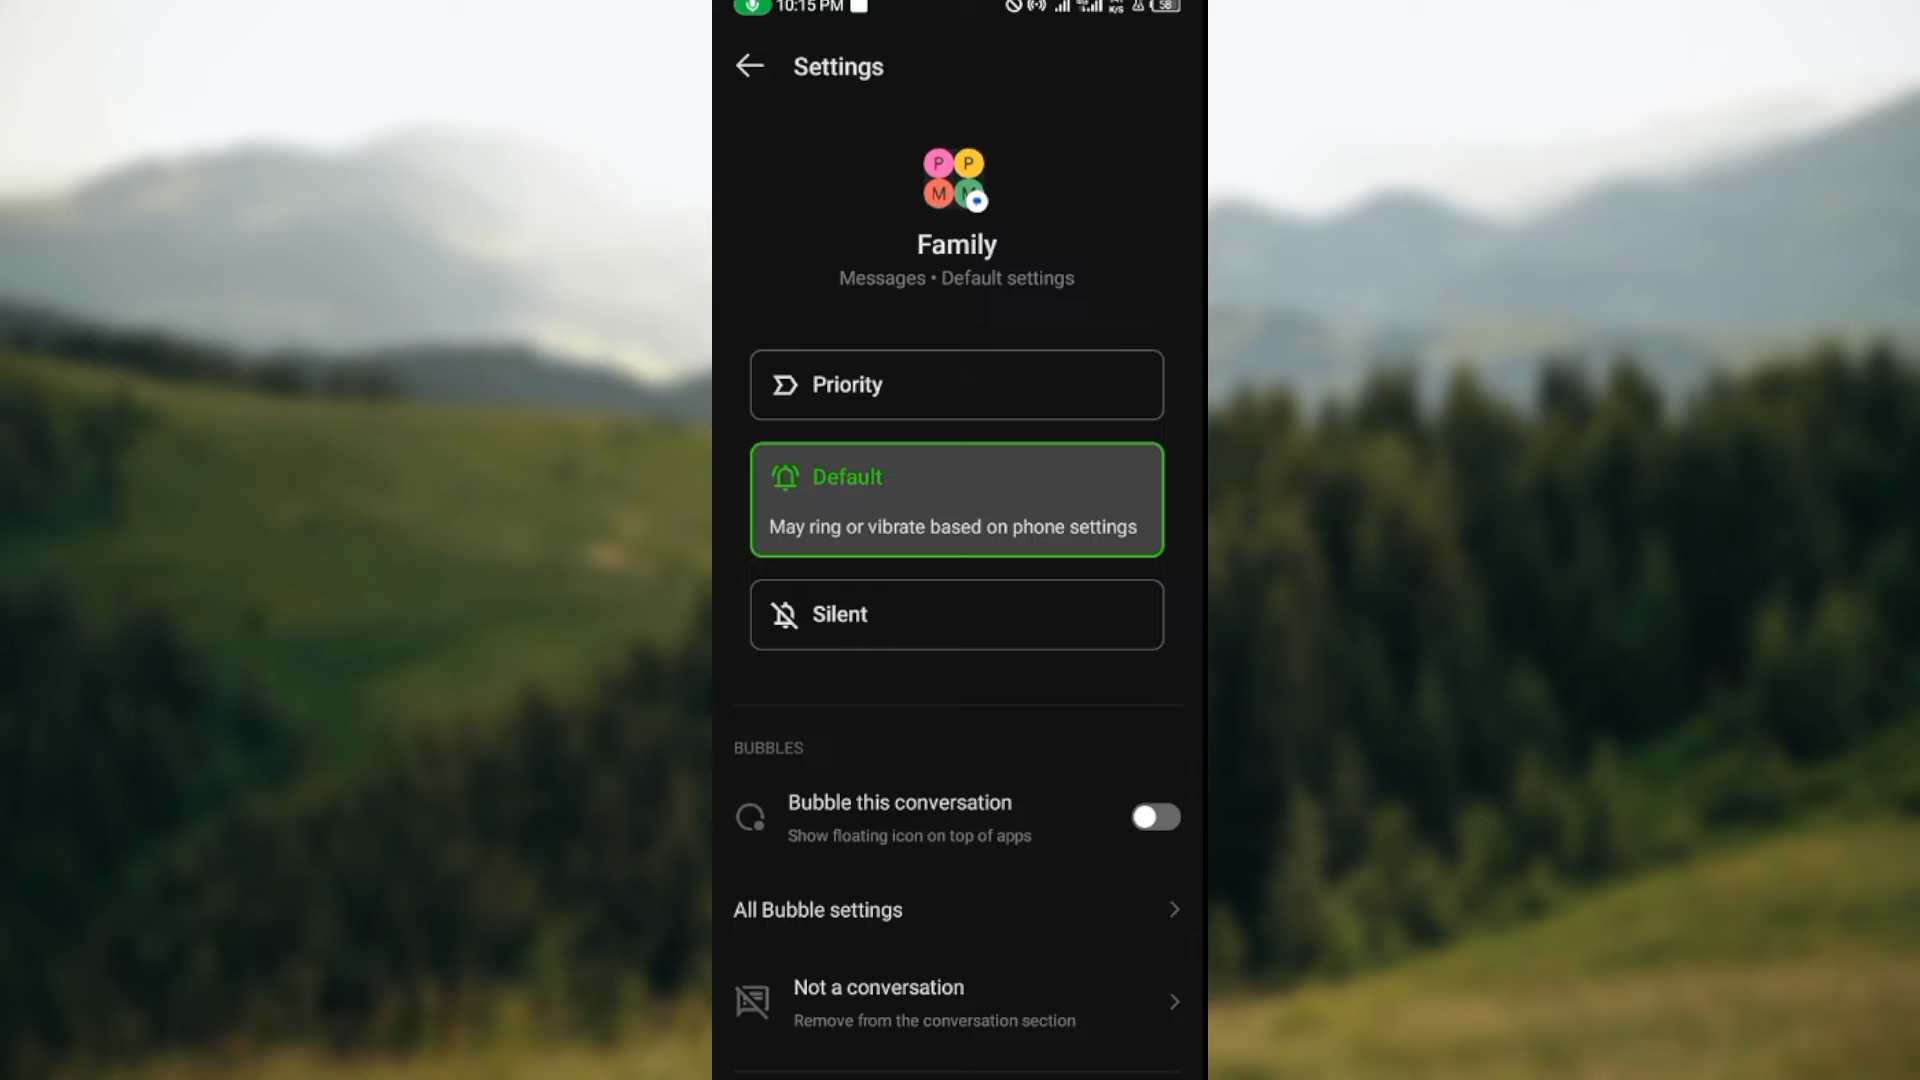 10:15 PM
58
Settings
P P
M
Family
Messages • Default settings
Priority
Default
May ring or vibrate based on phone settings
Silent
BUBBLES
Bubble this conversation
Show floating icon on top of apps
All Bubble settings
Not a conversation
Remove from the conversation section